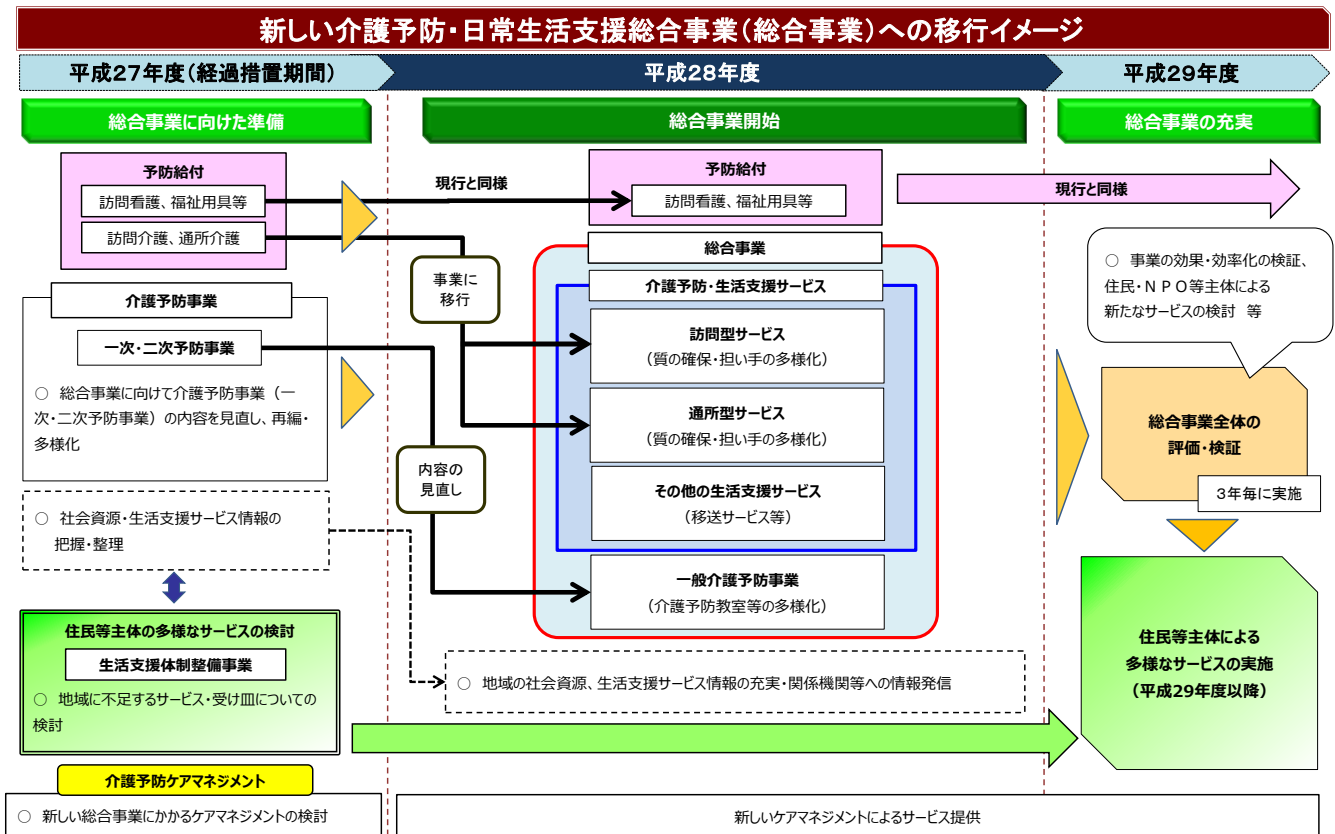 新しい介護予防・日常生活支援総合事業(総合事業)への移行イメージ
平成27年度(経過措置期間)
平成28年度
平成29年度
総合事業に向けた準備
総合事業開始
総合事業の充実
予防給付
訪問看護、福祉用具等
訪問介護、通所介護
現行と同様
予防給付
訪問看護、福祉用具等
現行と同様
事業に
移行
介護予防事業
一次・二次予防事業
○ 総合事業に向けて介護予防事業(一
次・二次予防事業)の内容を見直し、再編・
多様化
内容の
見直し
総合事業
介護予防・生活支援サービス
訪問型サービス
(質の確保・担い手の多様化)
通所型サービス
(質の確保・担い手の多様化)
その他の生活支援サービス
(移送サービス等)
一般介護予防事業
(介護予防教室等の多様化)
○ 事業の効果・効率化の検証、
住民・NPO等主体による
新たなサービスの検討 等
総合事業全体の
評価・検証
3年毎に実施
○ 社会資源・生活支援サービス情報の
把握・整理
住民等主体の多様なサービスの検討
生活支援体制整備事業
○ 地域に不足するサービス・受け皿についての
検討
○ 地域の社会資源、生活支援サービス情報の充実・関係機関等への情報発信
住民等主体による
多様なサービスの実施
(平成29年度以降)
介護予防ケアマネジメント
○ 新しい総合事業にかかるケアマネジメントの検討
新しいケアマネジメントによるサービス提供